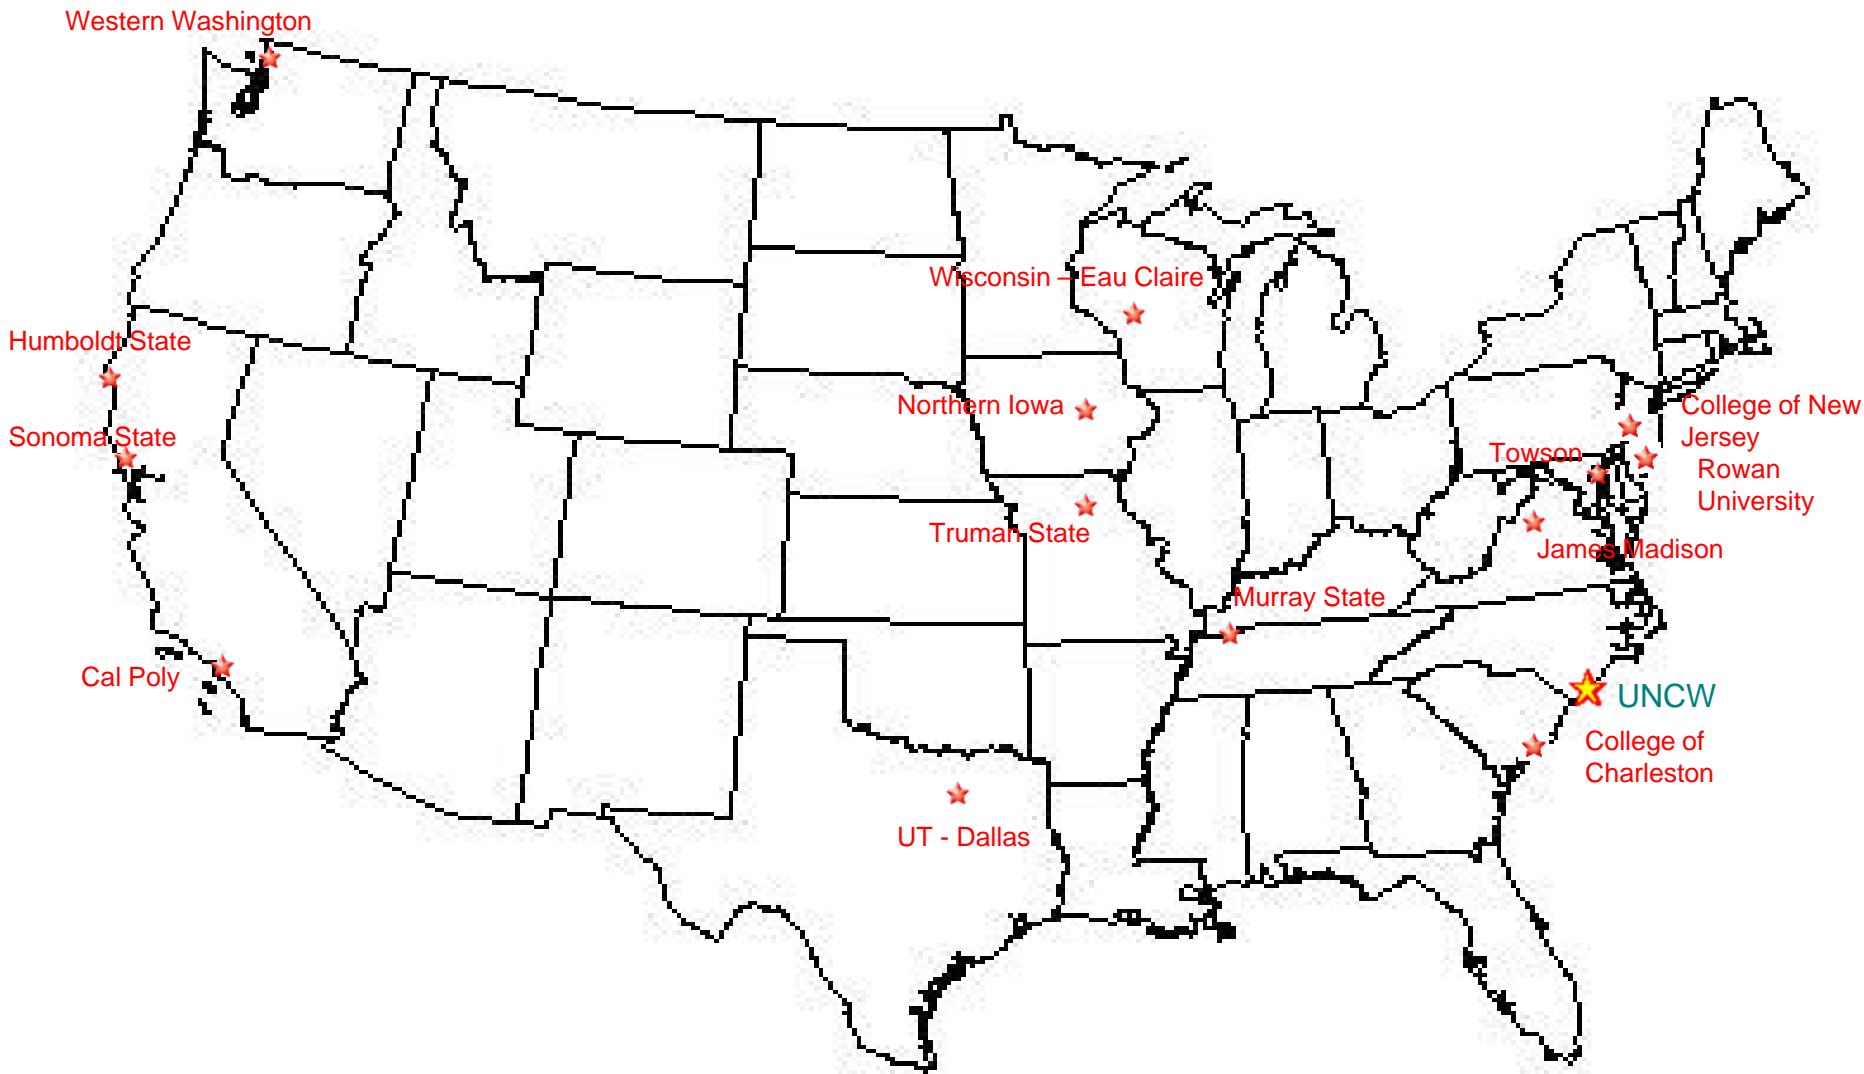 Western Washington
Wisconsin – Eau Claire
Humboldt State
Northern Iowa
College of New
Jersey
Sonoma State
Towson
Rowan
University
Truman State
James Madison
Murray State
Cal Poly
UNCW
College of
Charleston
UT - Dallas